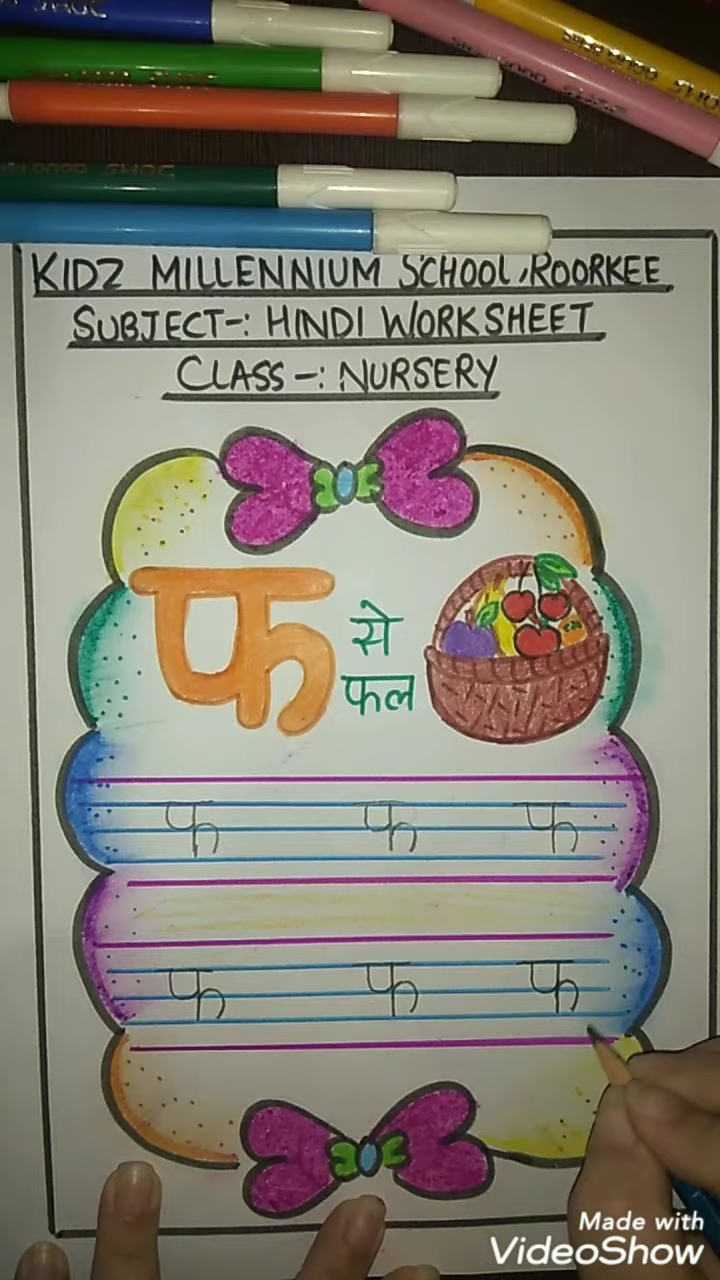 KIDZ MILLENNIUM SCHOOL, ROORKEE
SUBJECT-: HINDI WORKSHEET
CLASS-: NURSERY
फ से
फल
फ फ फ
फ फ फ
Made with
VideoShow